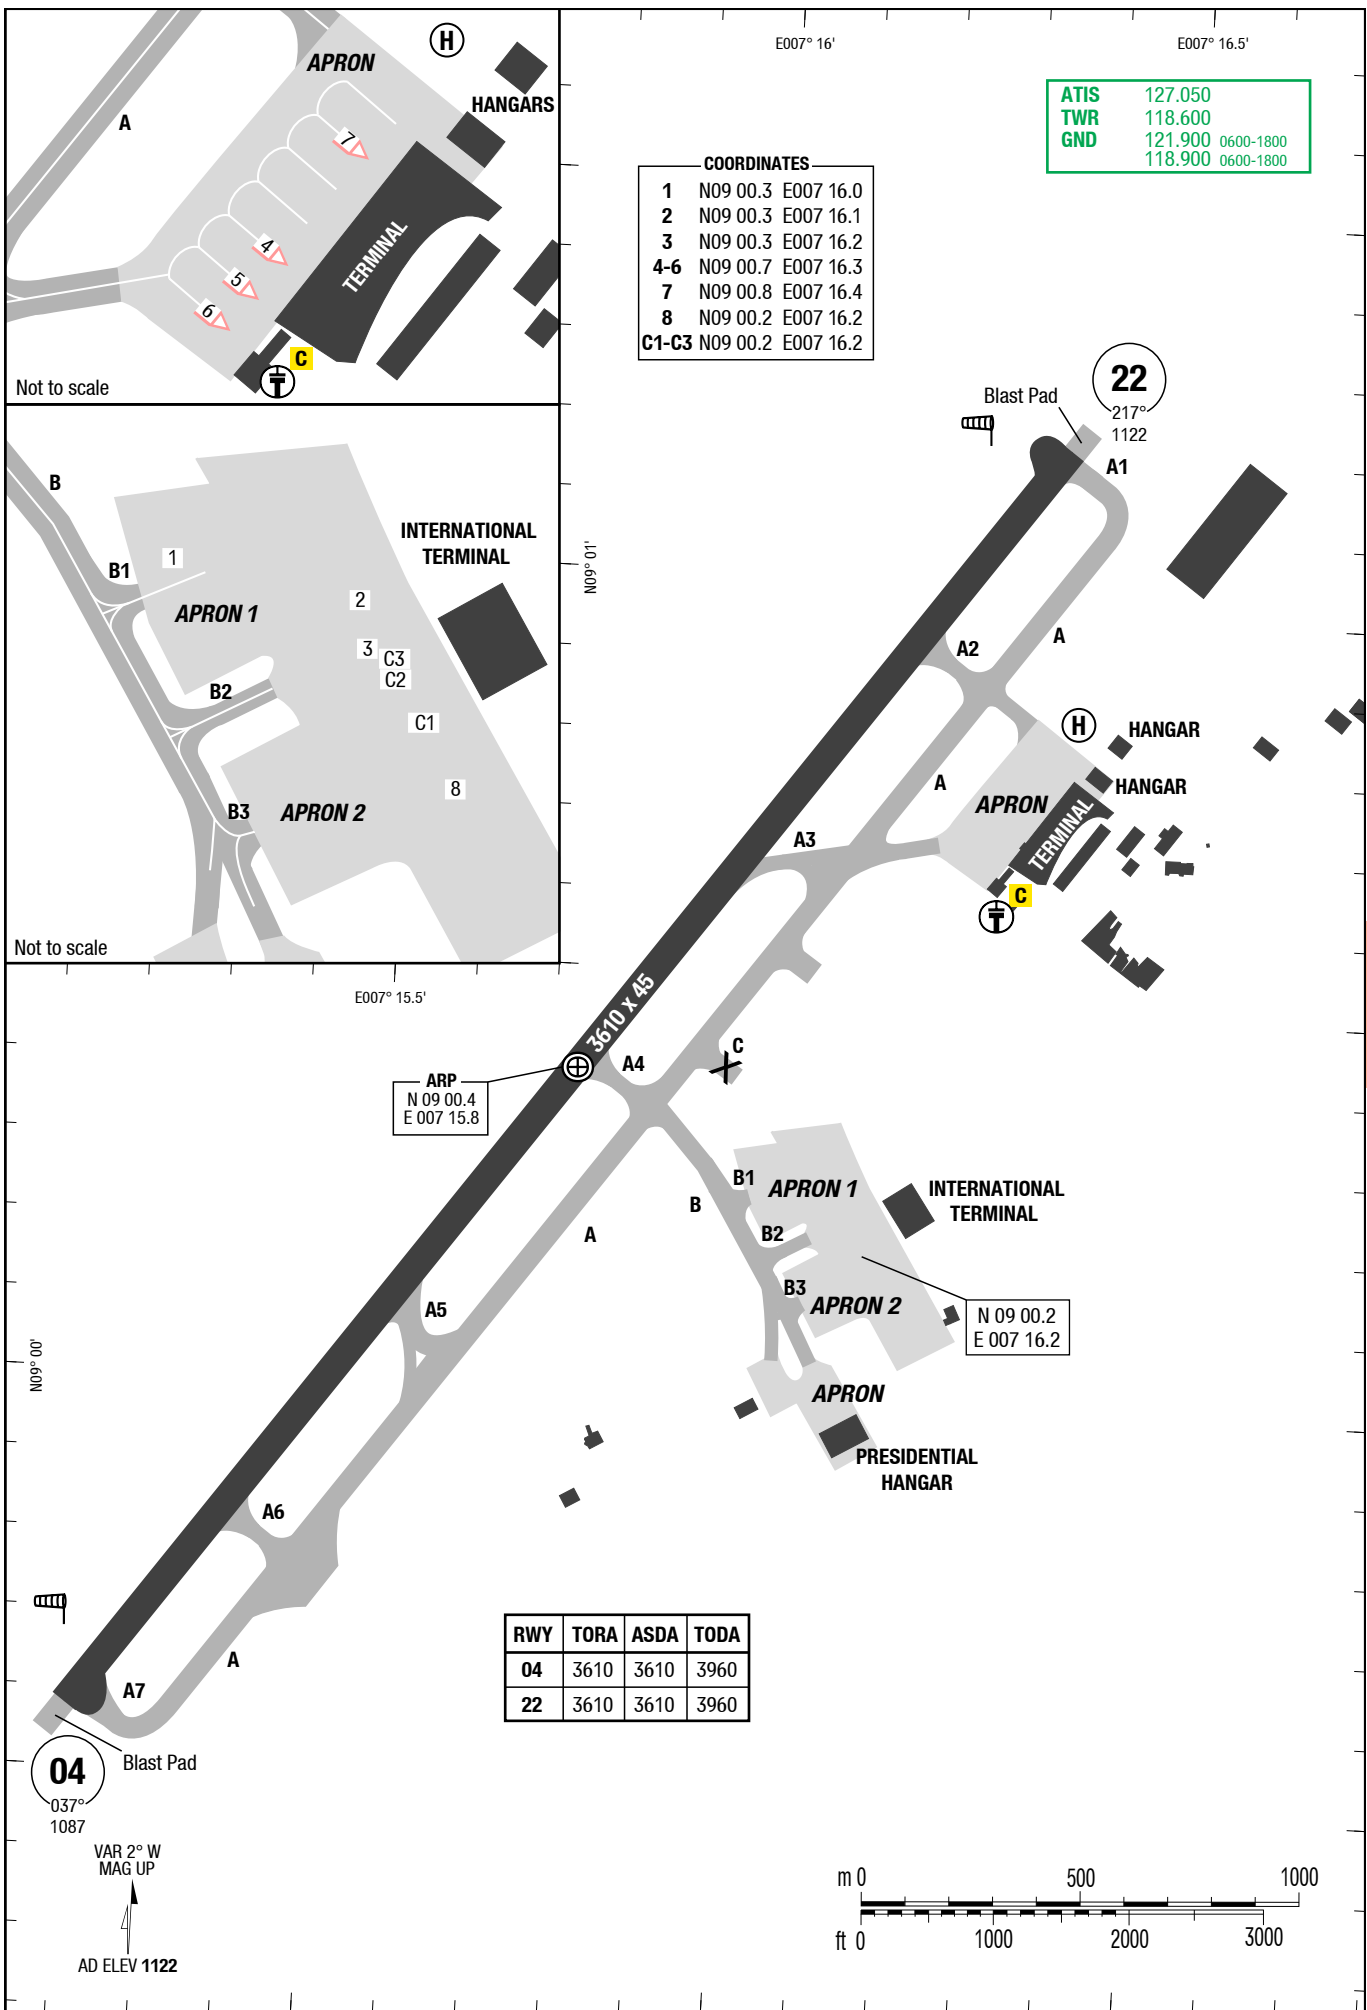 APRON
H
HANGARS
A
7
4
5
6
TERMINAL
C
T
Not to scale
B
1
B1
APRON 1
INTERNATIONAL
TERMINAL
2
3
C3
C2
B2
C1
8
B3
APRON 2
Not to scale
E007° 16'
E007° 16.5'
ATIS 127.050
TWR 118.600
GND 121.900 0600-1800
118.900 0600-1800
COORDINATES
1 N09 00.3 E007 16.0
2 N09 00.3 E007 16.1
3 N09 00.3 E007 16.2
4-6 N09 00.7 E007 16.3
7 N09 00.8 E007 16.4
8 N09 00.2 E007 16.2
C1-C3 N09 00.2 E007 16.2
22
217°
1122
Blast Pad
A1
N09° 01'
A2
A
H
HANGAR
HANGAR
A
APRON
TERMINAL
A3
C
T
E007° 15.5'
3610 x 45
ARP
N 09 00.4
E 007 15.8
A4
C
B1
APRON 1
INTERNATIONAL
TERMINAL
B
B2
A
B3
APRON 2
A5
N 09 00.2
E 007 16.2
N09° 00'
APRON
PRESIDENTIAL
HANGAR
A6
RWY TORA ASDA TODA
04 3610 3610 3960
22 3610 3610 3960
A
A7
Blast Pad
04
037°
1087
VAR 2° W
MAG UP
AD ELEV 1122
m 0 500 1000
ft 0 1000 2000 3000